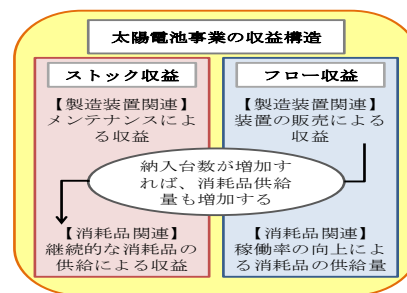 太陽電池事業の収益構造
ストック収益
【製造装置関連】
メンテナンスによ
る収益
フロー収益
【製造装置関連】
装置の販売による
収益
納入台数が増加す
れば、消耗品供給
量も増加する
【消耗品関連】
継続的な消耗品の
供給による収益
【消耗品関連】
稼働率の向上によ
る消耗品の供給量